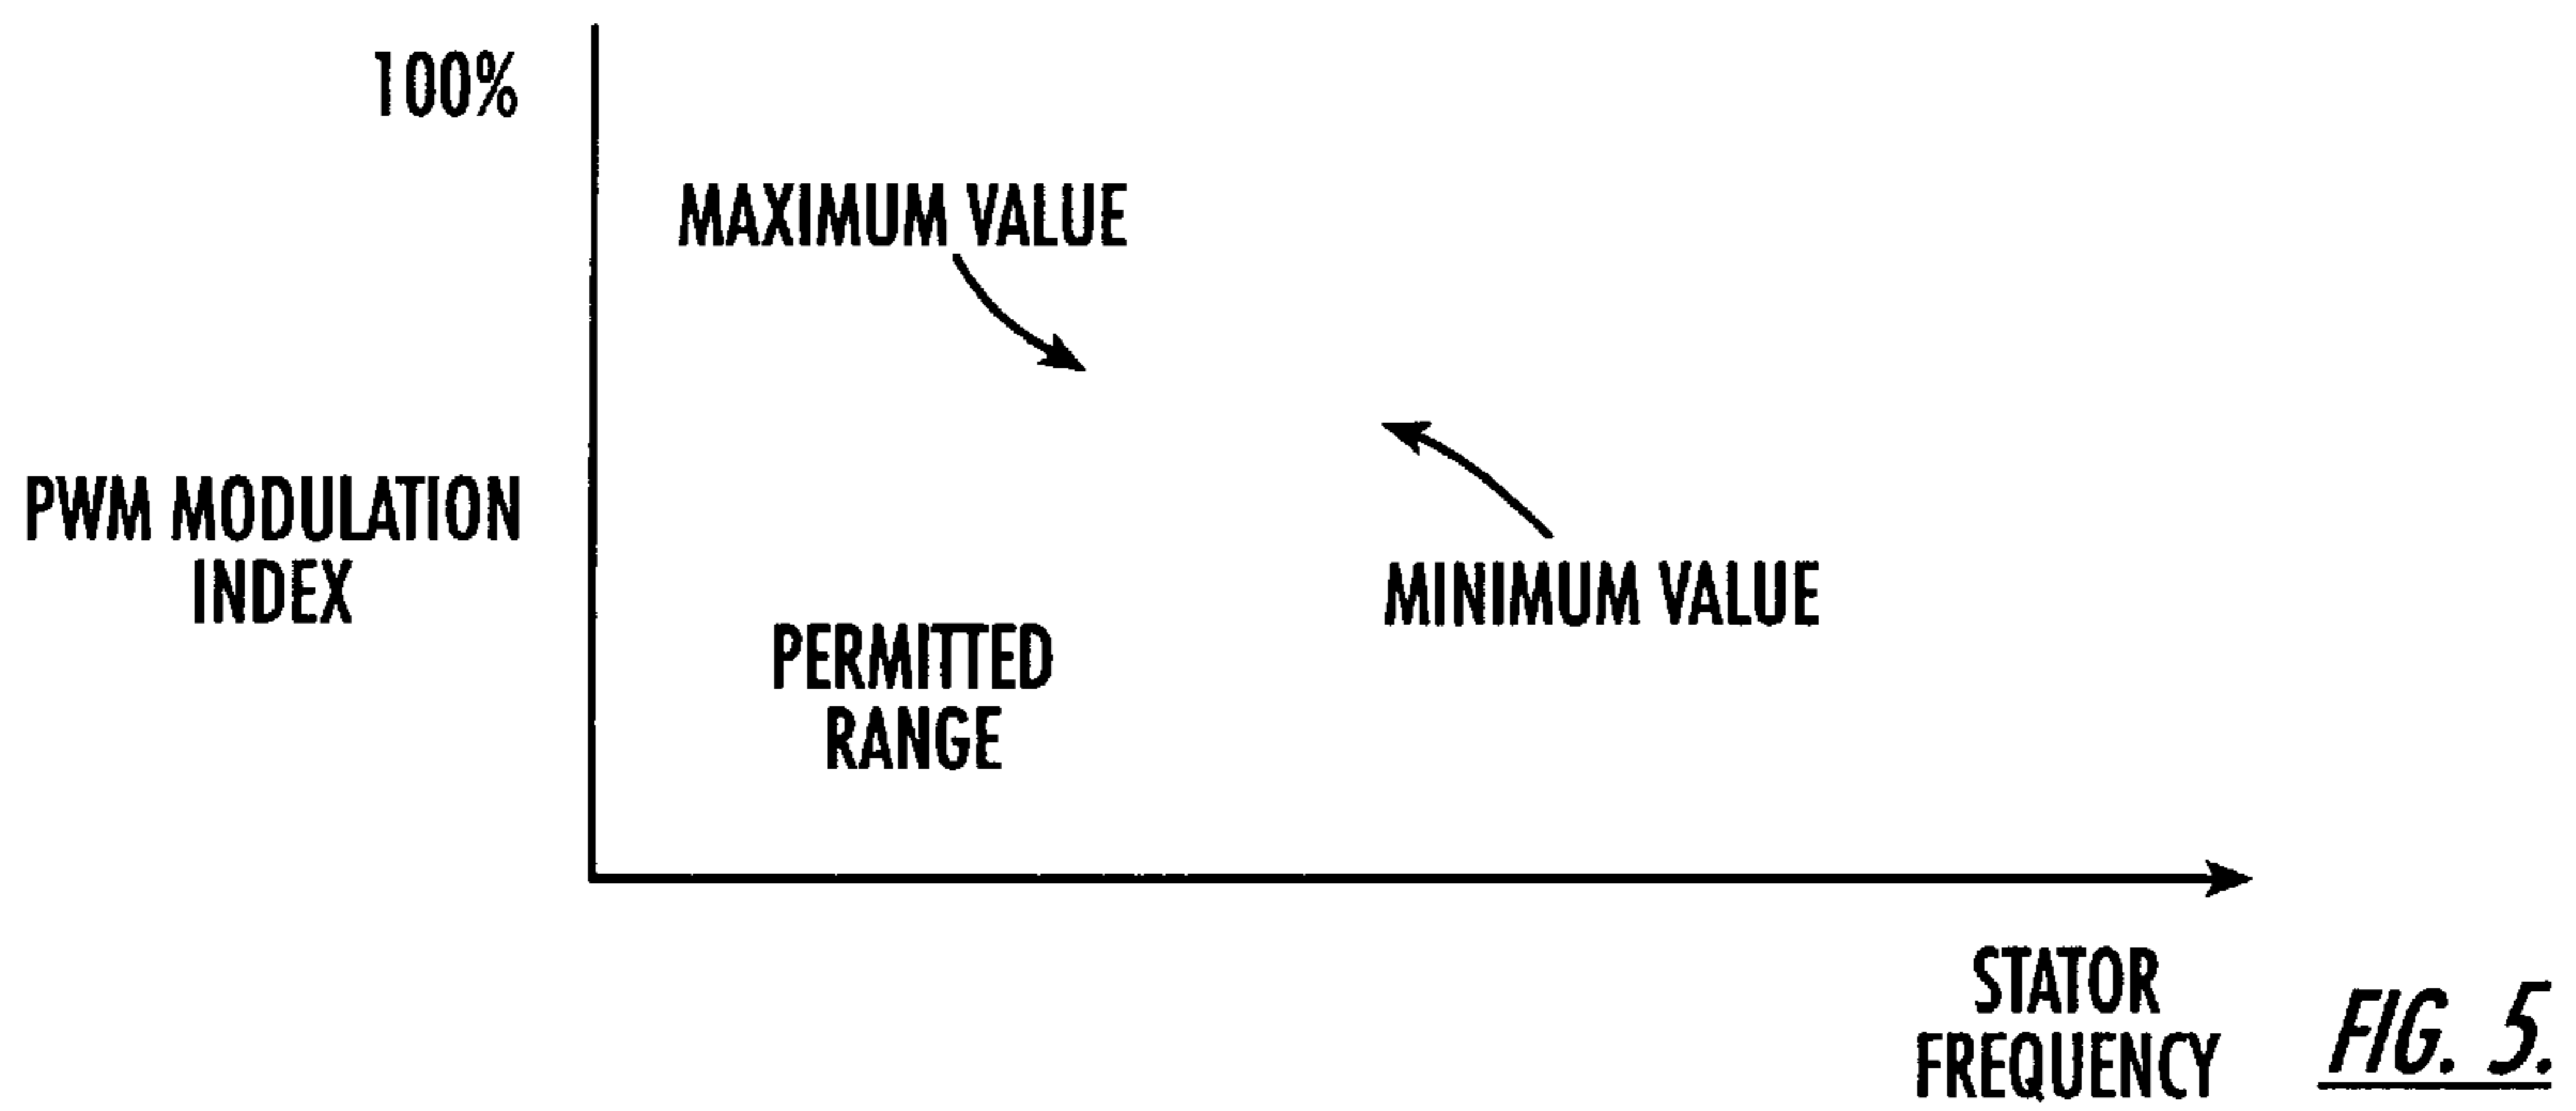 100%
MAXIMUM VALUE
PWM MODULATION
INDEX
MINIMUM VALUE
PERMITTED
RANGE
STATOR
FREQUENCY
FIG. 5.